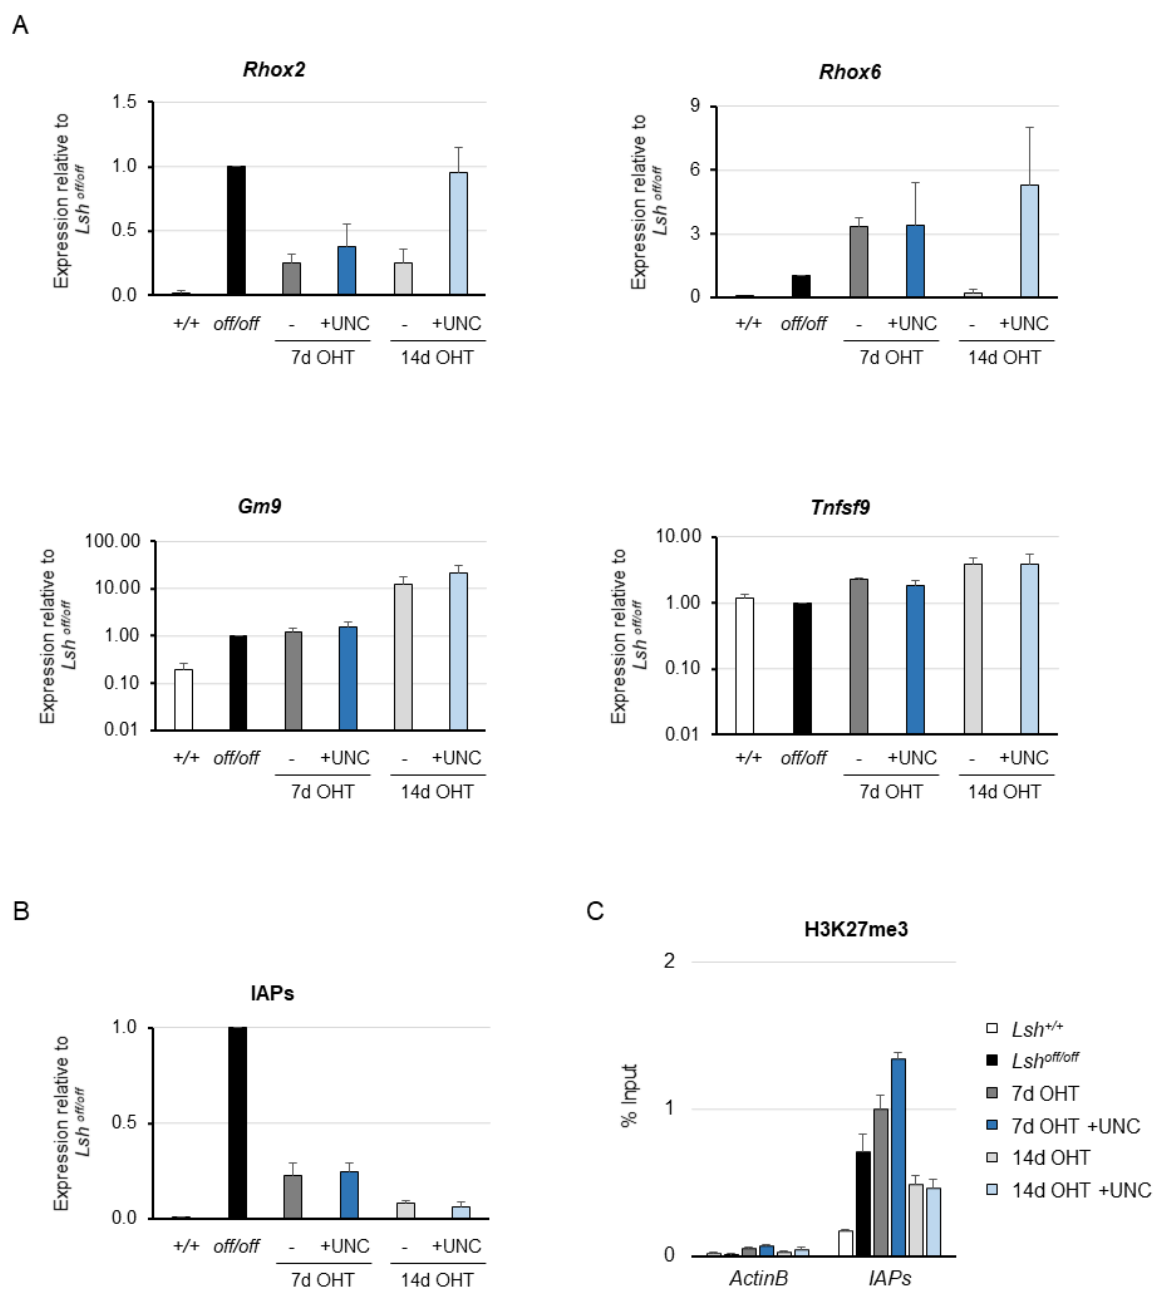 A
Rhox2
Expression relative to
Lsh off/off
1.5
1.0
0.5
0.0
+/+ off/off - +UNC - +UNC
7d OHT 14d OHT
Rhox6
Expression relative to
Lsh off/off
9
6
3
0
+/+ off/off - +UNC - +UNC
7d OHT 14d OHT
Gm9
Expression relative to
Lsh off/off
100.00
10.00
1.00
0.10
0.01
+/+ off/off - +UNC - +UNC
7d OHT 14d OHT
Tnfsf9
Expression relative to
Lsh off/off
10.00
1.00
0.10
0.01
+/+ off/off - +UNC - +UNC
7d OHT 14d OHT
B
IAPs
Expression relative to
Lsh off/off
1.0
0.5
0.0
+/+ off/off - +UNC - +UNC
7d OHT 14d OHT
C
H3K27me3
% Input
2
1
0
ActinB IAPs
Lsh+/+
Lshoff/off
7d OHT
7d OHT +UNC
14d OHT
14d OHT +UNC